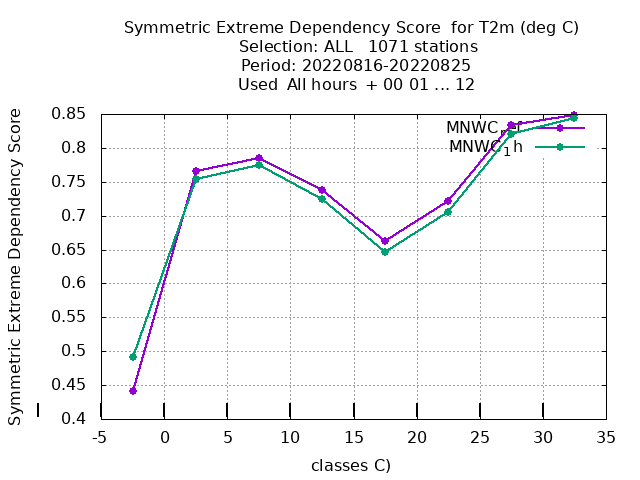 Symmetric Extreme Dependency Score for T2m (deg C)
Selection: ALL 1071 stations
Period: 20220816-20220825
Used All hours + 00 01 ... 12
Symmetric Extreme Dependency Score
0.85
0.8
0.75
0.7
0.65
0.6
0.55
0.5
0.45
0.4
MNWC_1h
-5 0 5 10 15 20 25 30 35
classes C)